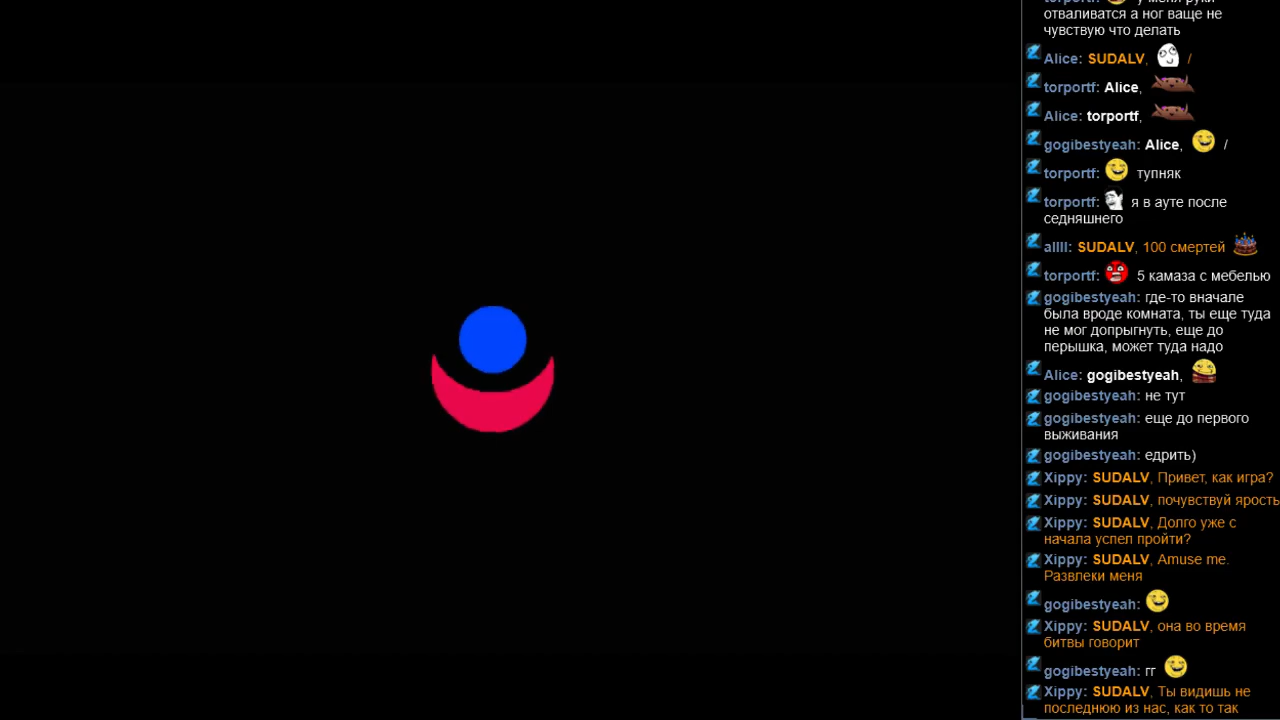 torportf: у меня руки
отваливатся а ног ваще не
чувствую что делать
Alice: SUDALV, /
torportf: Alice,
Alice: torportf,
gogibestyeah: Alice, /
torportf: тупняк
torportf: я в ауте после
седняшнего
allll: SUDALV, 100 смертей
torportf: 5 камаза с мебелью
gogibestyeah: где-то вначале
была вроде комната, ты еще туда
не мог допрыгнуть, еще до
перышка, может туда надо
Alice: gogibestyeah,
gogibestyeah: не тут
gogibestyeah: еще до первого
выживания
gogibestyeah: едрить)
Xippy: SUDALV, Привет, как игра?
Xippy: SUDALV, почувствуй ярость
Xippy: SUDALV, Долго уже с
начала успел пройти?
Xippy: SUDALV, Amuse me.
Развлеки меня
gogibestyeah:
Xippy: SUDALV, она во время
битвы говорит
gogibestyeah: гг
Xippy: SUDALV, Ты видишь не
последнюю из нас, как то так